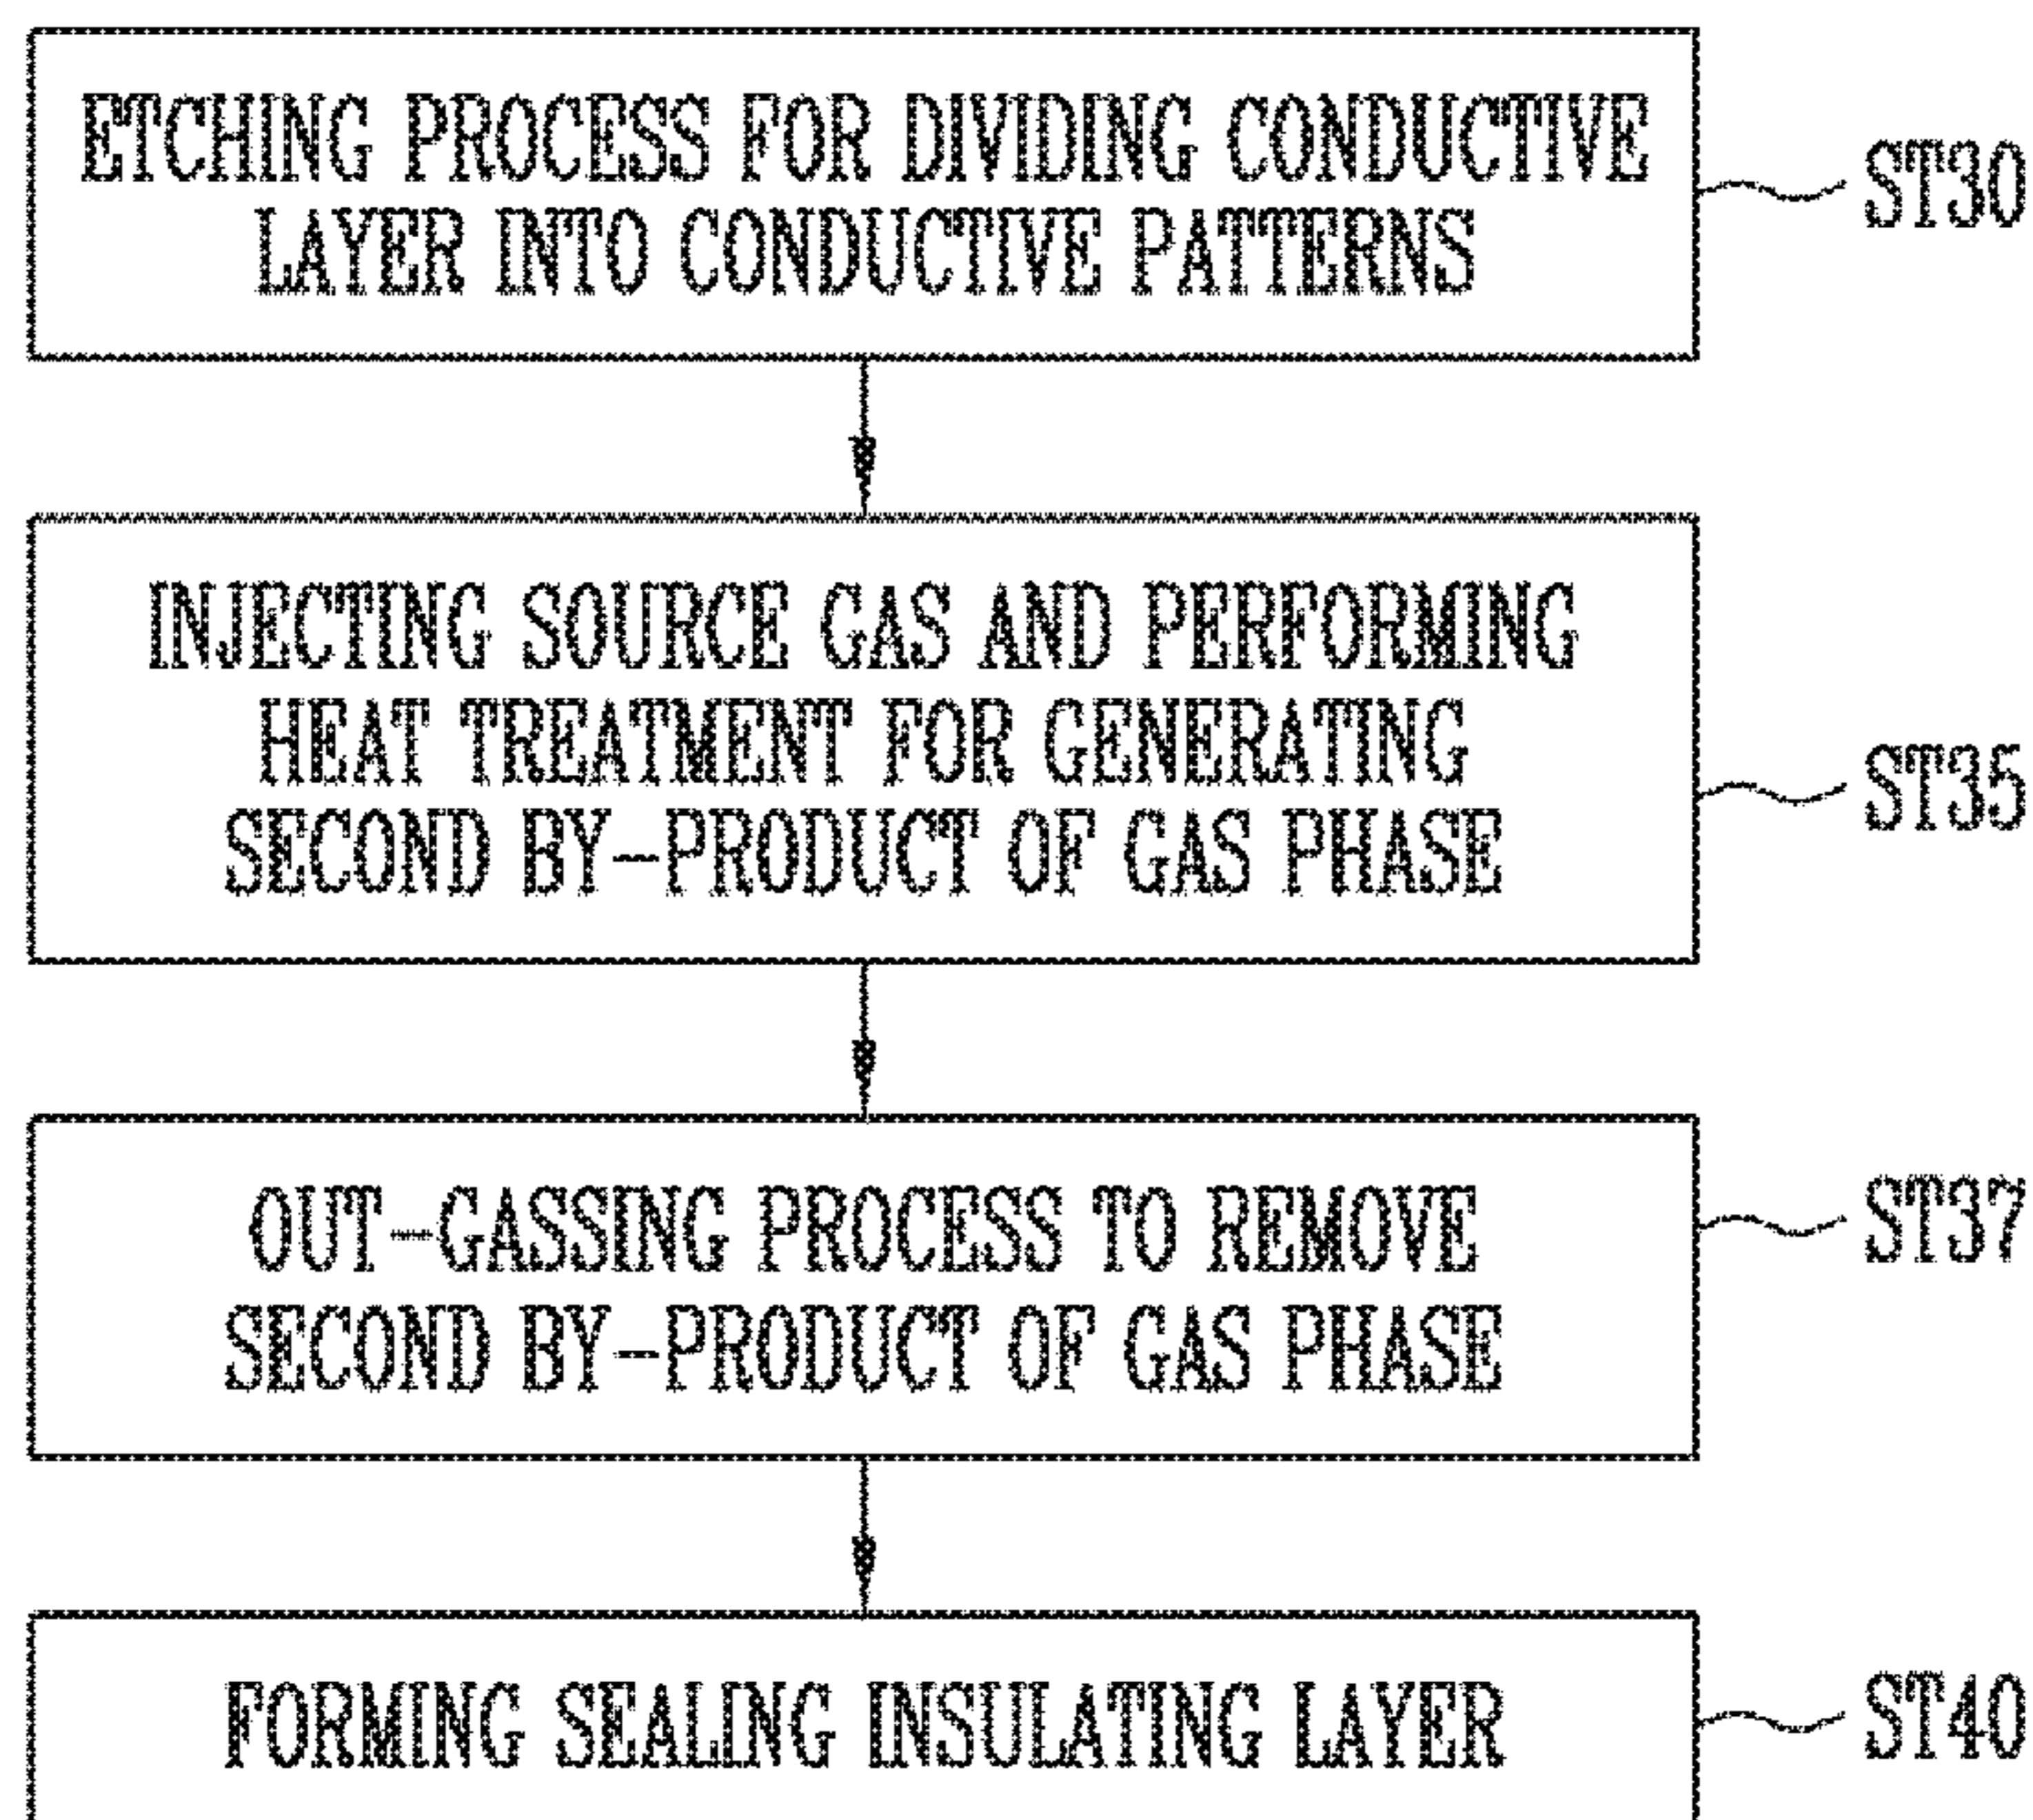 ETCHING PROCESS FOR DIVIDING CONDUCTIVE
LAYER INTO CONDUCTIVE PATTERNS
ST30
INJECTING SOURCE GAS AND PERFORMING
HEAT TREATMENT FOR GENERATING
SECOND BY-PRODUCT OF GAS PHASE
ST35
OUT-GASSING PROCESS TO REMOVE
SECOND BY-PRODUCT OF GAS PHASE
ST37
FORMING SEALING INSULATING LAYER
ST40